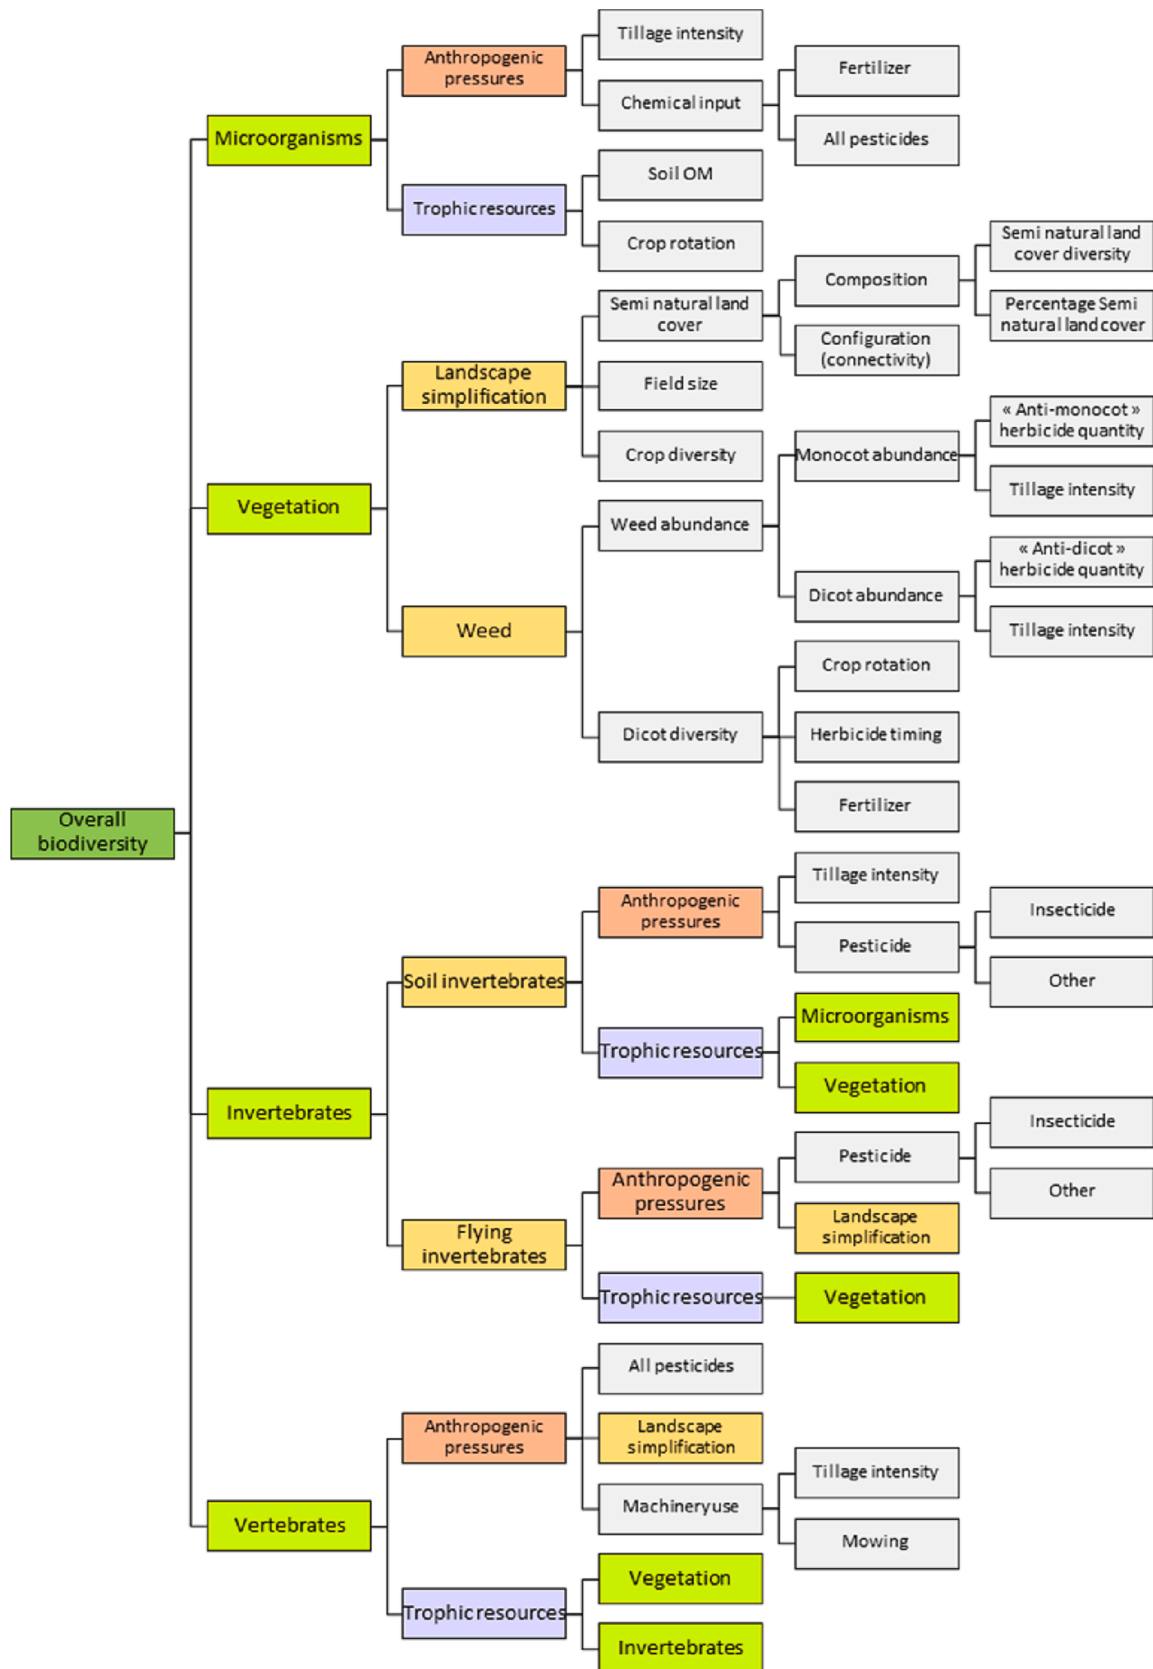 Tillage intensity
Anthropogenic
pressures
Fertilizer
Chemical input
Microorganisms
All pesticides
Soil OM
Trophic resources
Crop rotation
Semi natural land
cover diversity
Composition
Semi natural land
cover
Percentage Semi
natural land cover
Configuration
(connectivity)
Landscape
simplification
Field size
« Anti-monocot »
herbicide quantity
Crop diversity
Monocot abundance
Tillage intensity
Vegetation
Weed abundance
« Anti-dicot »
herbicide quantity
Dicot abundance
Weed
Tillage intensity
Crop rotation
Dicot diversity
Herbicide timing
Fertilizer
Overall
biodiversity
Tillage intensity
Anthropogenic
pressures
Insecticide
Pesticide
Soil invertebrates
Other
Microorganisms
Trophic resources
Vegetation
Invertebrates
Insecticide
Pesticide
Anthropogenic
pressures
Other
Landscape
simplification
Flying
invertebrates
Trophic resources
Vegetation
All pesticides
Anthropogenic
pressures
Landscape
simplification
Tillage intensity
Machinery use
Vertebrates
Mowing
Vegetation
Trophic resources
Invertebrates